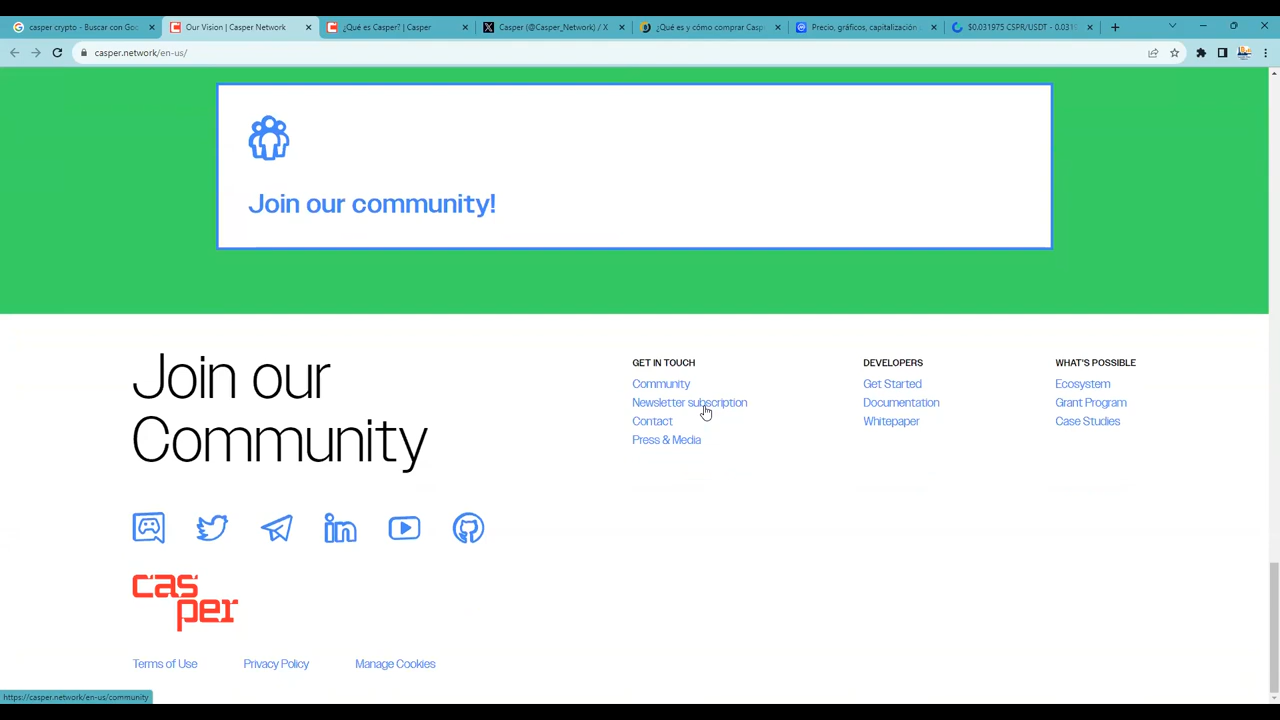 casper crypto - Buscar con Goo
Our Vision | Casper Network
¿Qué es Casper? | Casper
Casper (@Casper_Network) / X
¿Qué es y cómo comprar Casp
Precio, gráficos, capitalización
$0.031975 CSPR/USDT - 0.031
casper.network/en-us/
Join our community!
Join our
Community
GET IN TOUCH
Community
Newsletter subscription
Contact
Press & Media
DEVELOPERS
Get Started
Documentation
Whitepaper
WHAT'S POSSIBLE
Ecosystem
Grant Program
Case Studies
cas
per
Terms of Use
Privacy Policy
Manage Cookies
https://casper.network/en-us/community